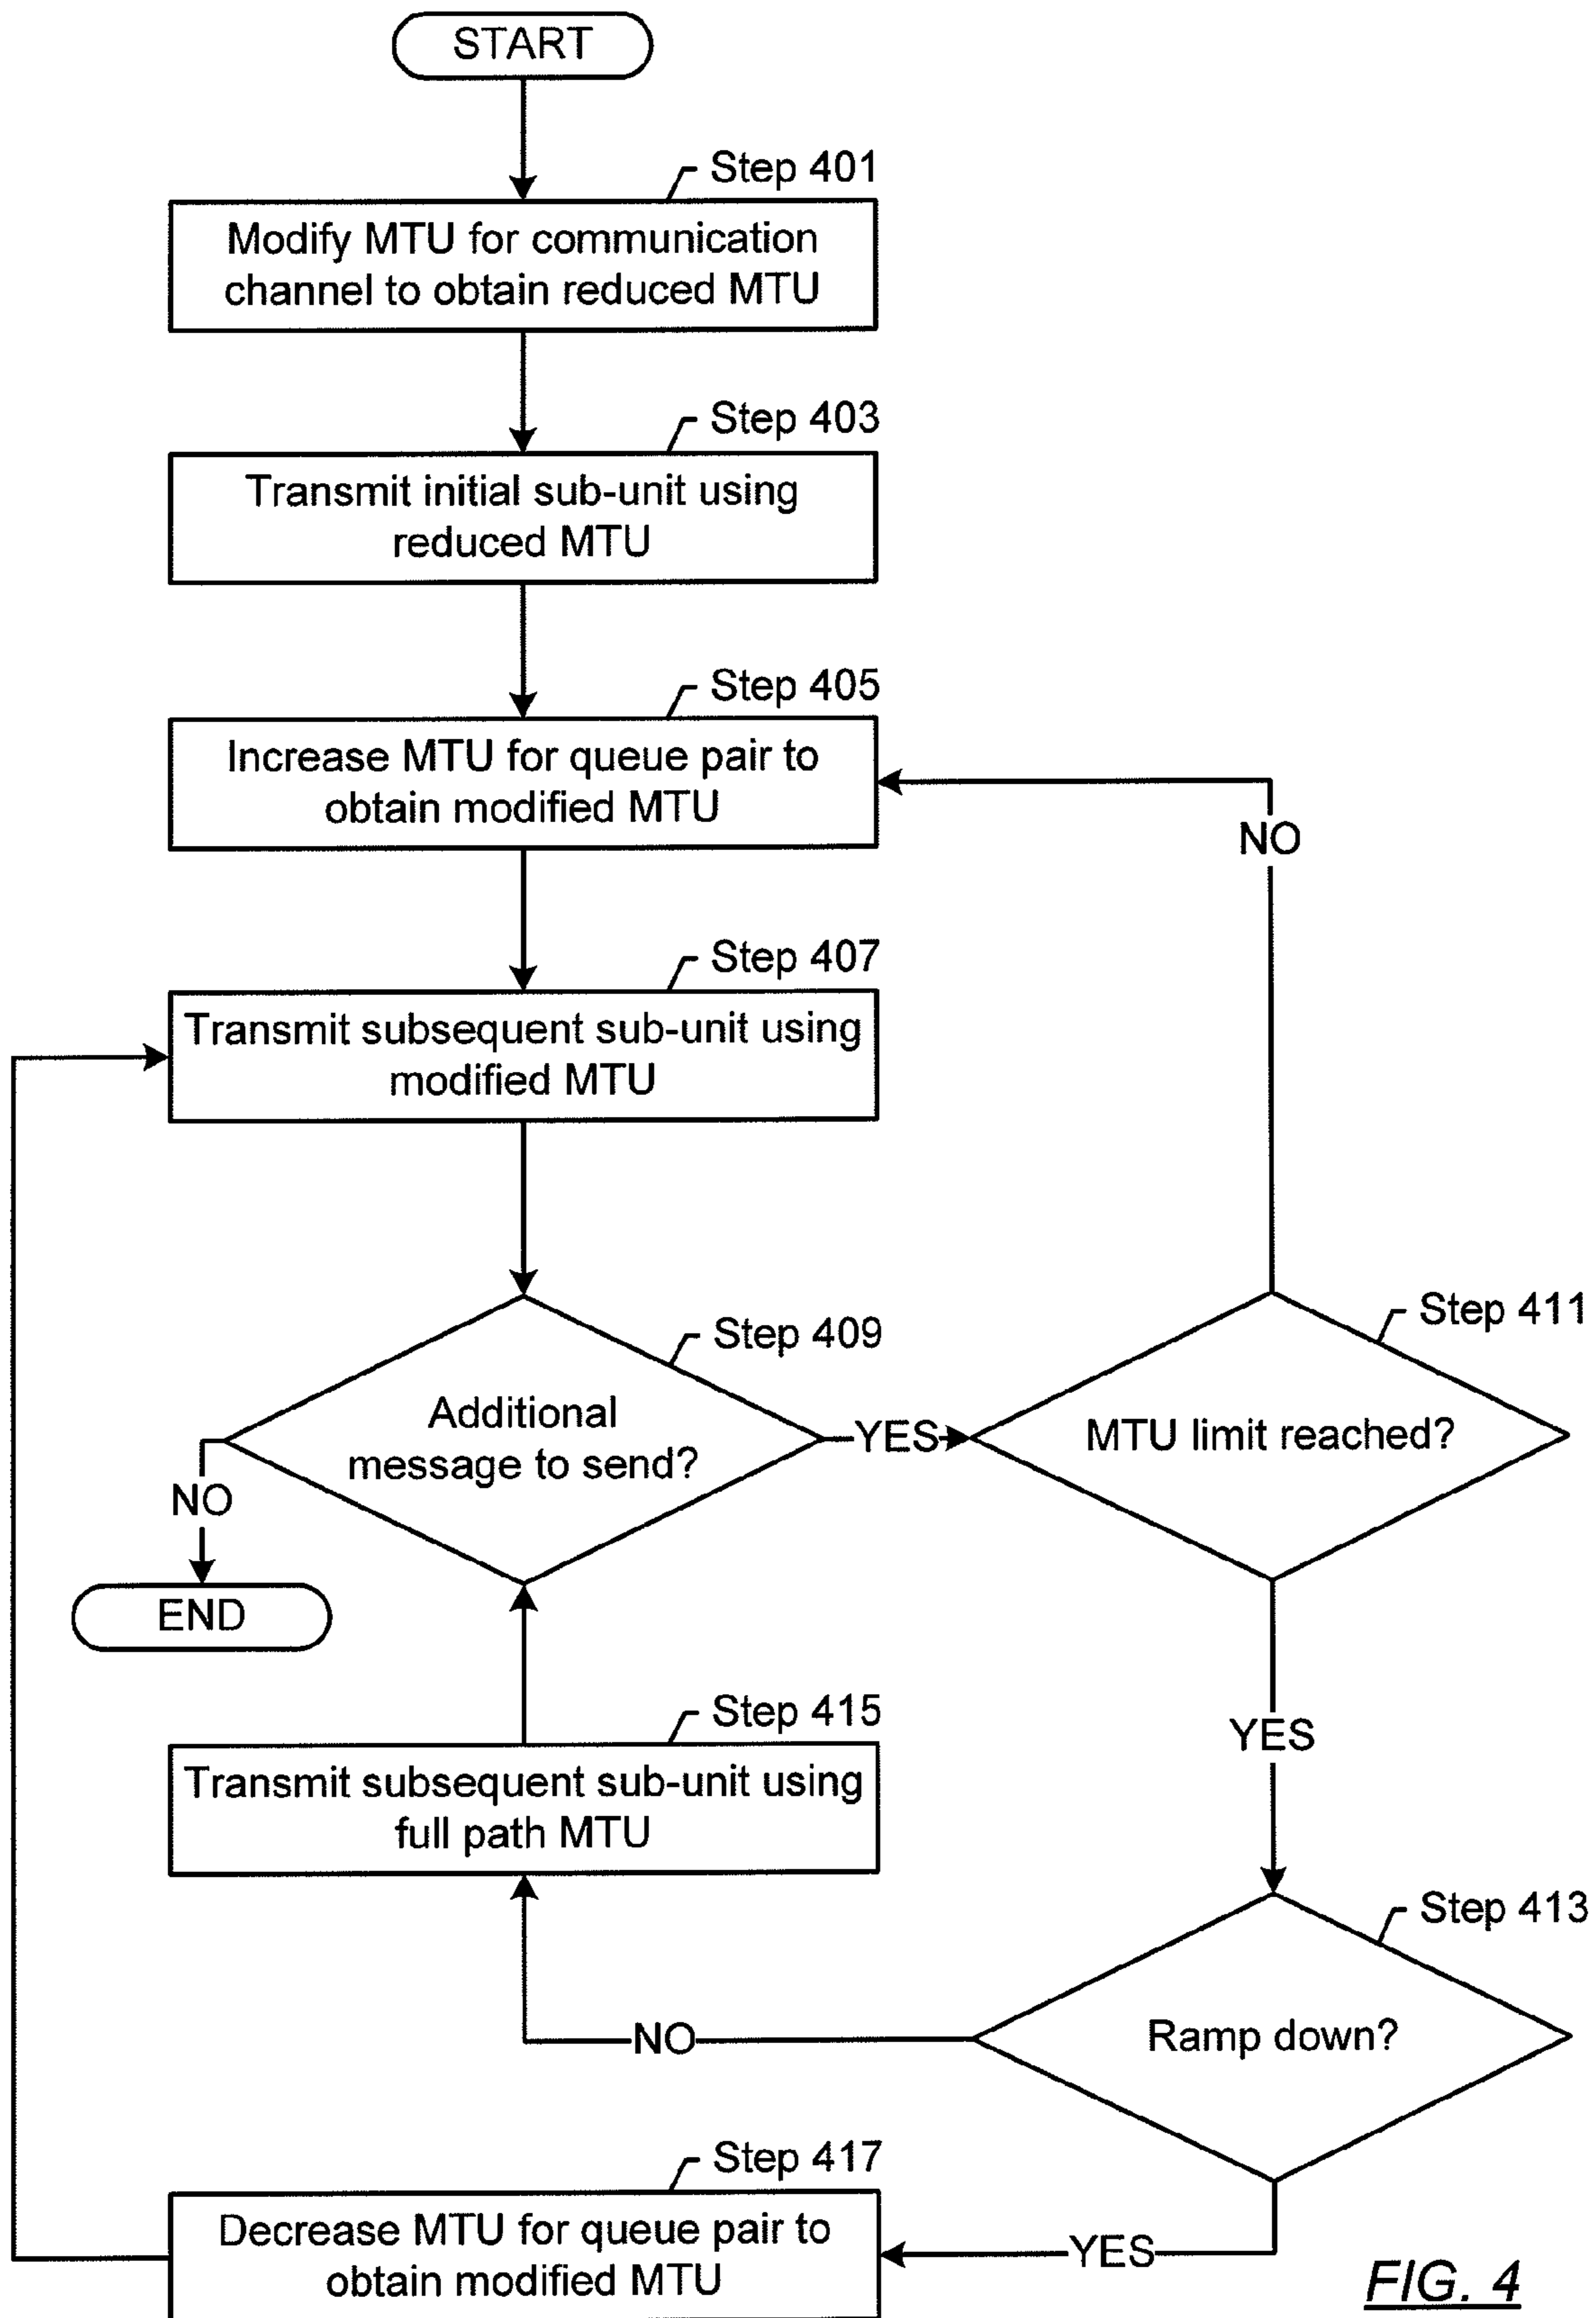 START
Step 401
Modify MTU for communication
channel to obtain reduced MTU
Step 403
Transmit initial sub-unit using
reduced MTU
Step 405
Increase MTU for queue pair to
obtain modified MTU
NO
Step 407
Transmit subsequent sub-unit using
modified MTU
Step 409
Additional
message to send?
YES
Step 411
MTU limit reached?
NO
END
YES
Step 415
Transmit subsequent sub-unit using
full path MTU
Step 413
Ramp down?
NO
Step 417
Decrease MTU for queue pair to
obtain modified MTU
YES
FIG. 4